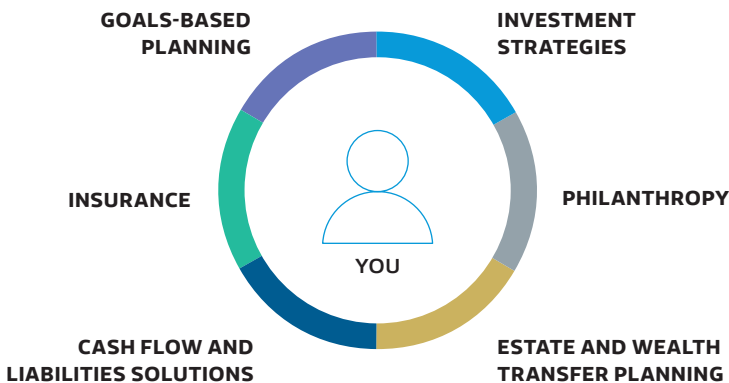 GOALS-BASED
PLANNING
INVESTMENT
STRATEGIES
INSURANCE
PHILANTHROPY
YOU
CASH FLOW AND
LIABILITIES SOLUTIONS
ESTATE AND WEALTH
TRANSFER PLANNING